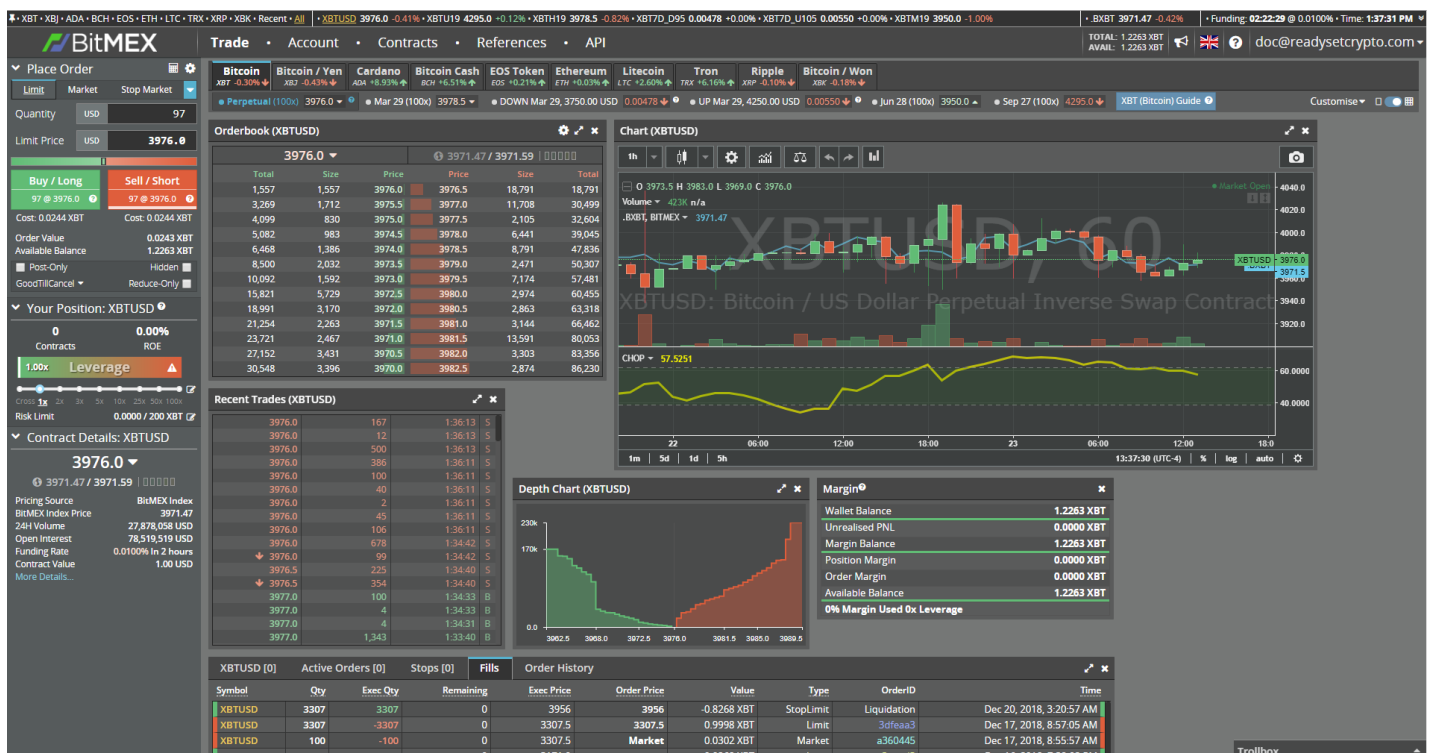 XBT • XBJ • ADA • BCH • EOS • ETH • LTC • TRX • XRP • XBK • Recent • All • XBTUSD 3976.0 -0.41% • XBTU19 4295.0 +0.12% • XBTH19 3978.5 -0.82% • XBT7D_D95 0.00478 +0.00% • XBT7D_U105 0.00550 +0.00% • XBTM19 3950.0 -1.00% • .BXBT 3971.47 -0.42% • Funding: 02:22:29 @ 0.0100% • Time: 1:37:31 PM
BitMEX Trade • Account • Contracts • References • API
TOTAL: 1.2263 XBT
AVAIL: 1.2263 XBT
doc@readysetcrypto.com
Place Order
Limit Market Stop Market
Quantity USD 97
Limit Price USD 3976.0
Buy / Long Sell / Short
97 @ 3976.0 97 @ 3976.0
Cost: 0.0244 XBT Cost: 0.0244 XBT
Order Value 0.0243 XBT
Available Balance 1.2263 XBT
Post-Only Hidden
GoodTillCancel Reduce-Only
Your Position: XBTUSD
0 0.00%
Contracts ROE
1.00x Leverage
Cross 1x 2x 3x 5x 10x 25x 50x 100x
Risk Limit 0.0000 / 200 XBT
Contract Details: XBTUSD
3976.0
3971.47 / 3971.59
Pricing Source BitMEX Index
BitMEX Index Price 3971.47
24H Volume 27,878,058 USD
Open Interest 78,519,519 USD
Funding Rate 0.0100% In 2 hours
Contract Value 1.00 USD
More Details...
Bitcoin Bitcoin / Yen Cardano Bitcoin Cash EOS Token Ethereum Litecoin Tron Ripple Bitcoin / Won
XBT -0.30% XBJ -0.43% ADA +8.93% BCH +6.51% EOS +0.21% ETH +0.03% LTC +2.60% TRX +6.16% XRP -0.10% XBK -0.18%
Perpetual (100x) 3976.0 • Mar 29 (100x) 3978.5 • DOWN Mar 29, 3750.00 USD 0.00478 • UP Mar 29, 4250.00 USD 0.00550 • Jun 28 (100x) 3950.0 • Sep 27 (100x) 4295.0 XBT (Bitcoin) Guide Customise
Orderbook (XBTUSD)
3976.0 3971.47 / 3971.59
Total Size Price Price Size Total
1,557 1,557 3976.0 3976.5 18,791 18,791
3,269 1,712 3975.5 3977.0 11,708 30,499
4,099 830 3975.0 3977.5 2,105 32,604
5,082 983 3974.5 3978.0 6,441 39,045
6,468 1,386 3974.0 3978.5 8,791 47,836
8,500 2,032 3973.5 3979.0 2,471 50,307
10,092 1,592 3973.0 3979.5 7,174 57,481
15,821 5,729 3972.5 3980.0 2,974 60,455
18,991 3,170 3972.0 3980.5 2,863 63,318
21,254 2,263 3971.5 3981.0 3,144 66,462
23,721 2,467 3971.0 3981.5 13,591 80,053
27,152 3,431 3970.5 3982.0 3,303 83,356
30,548 3,396 3970.0 3982.5 2,874 86,230
Chart (XBTUSD)
1h
O 3973.5 H 3983.0 L 3969.0 C 3976.0
Market Open
Volume 423K n/a
.BXBT, BITMEX 3971.47
XBTUSD, 60
XBTUSD: Bitcoin / US Dollar Perpetual Inverse Swap Contract
4040.0
4020.0
4000.0
XBTUSD 3976.0
.BXBT 3971.5
3940.0
3920.0
CHOP 57.5251
60.0000
40.0000
22 06:00 12:00 18:00 23 06:00 12:00 18:0
1m 5d 1d 5h 13:37:30 (UTC-4) % log auto
Recent Trades (XBTUSD)
3976.0 167 1:36:13 S
3976.0 12 1:36:13 S
3976.0 500 1:36:13 S
3976.0 386 1:36:11 S
3976.0 100 1:36:11 S
3976.0 40 1:36:11 S
3976.0 2 1:36:11 S
3976.0 45 1:36:11 S
3976.0 106 1:36:11 S
3976.0 678 1:34:42 S
3976.0 99 1:34:42 S
3976.5 225 1:34:40 S
3976.5 354 1:34:40 S
3977.0 100 1:34:33 B
3977.0 4 1:34:33 B
3977.0 4 1:34:31 B
3977.0 1,343 1:33:40 B
Depth Chart (XBTUSD)
230k
170k
0.0
3962.5 3968.0 3972.5 3976.0 3981.5 3985.0 3989.5
Margin
Wallet Balance 1.2263 XBT
Unrealised PNL 0.0000 XBT
Margin Balance 1.2263 XBT
Position Margin 0.0000 XBT
Order Margin 0.0000 XBT
Available Balance 1.2263 XBT
0% Margin Used 0x Leverage
XBTUSD [0] Active Orders [0] Stops [0] Fills Order History
Symbol Qty Exec Qty Remaining Exec Price Order Price Value Type OrderID Time
XBTUSD 3307 3307 0 3956 3956 -0.8268 XBT StopLimit Liquidation Dec 20, 2018, 3:20:57 AM
XBTUSD 3307 -3307 0 3307.5 3307.5 0.9998 XBT Limit 3dfeaa3 Dec 17, 2018, 8:57:05 AM
XBTUSD 100 -100 0 3307.5 Market 0.0302 XBT Market a360445 Dec 17, 2018, 8:55:57 AM
Trollbox